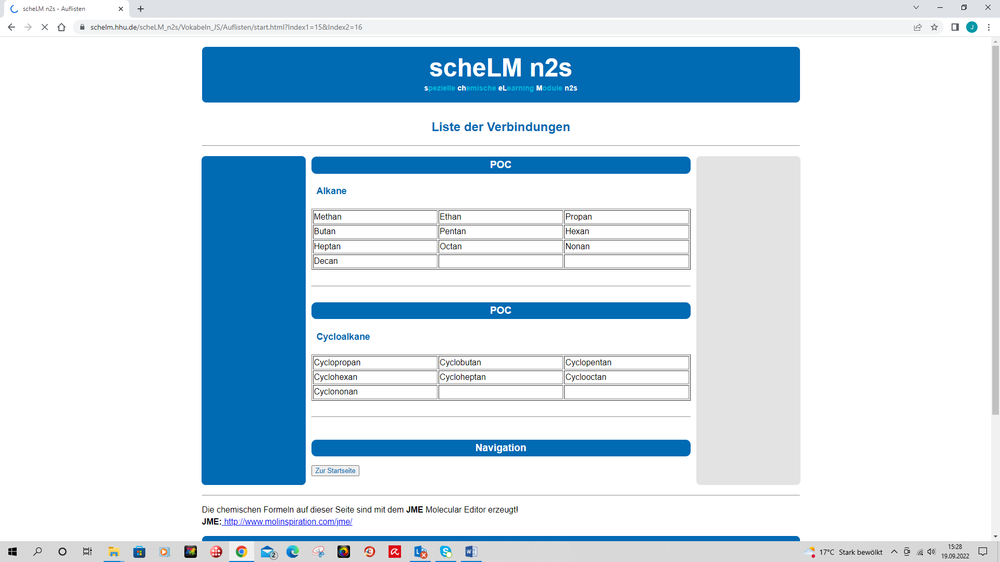 scheLM n2s - Auflisten
schelm.hhu.de/scheLM_n2s/Vokabeln_JS/Auflisten/start.html?Index1=15&Index2=16
J
scheLM n2s
spezielle chemische eLearning Module n2s
Liste der Verbindungen
POC
Alkane
Methan Ethan Propan
Butan Pentan Hexan
Heptan Octan Nonan
Decan
POC
Cycloalkane
Cyclopropan Cyclobutan Cyclopentan
Cyclohexan Cycloheptan Cyclooctan
Cyclononan
Navigation
Zur Startseite
Die chemischen Formeln auf dieser Seite sind mit dem JME Molecular Editor erzeugt!
JME: http://www.molinspiration.com/jme/
2
17°C Stark bewölkt
15:28
19.09.2022